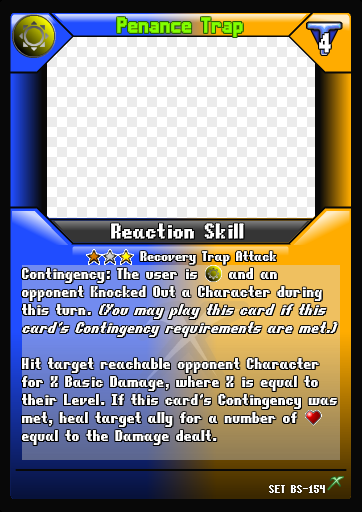 Penance Trap
4
Reaction Skill
Recovery Trap Attack
Contingency: The user is and an
opponent Knocked Out a Character during
this turn. (You may play this card if this
card's Contingency requirements are met.)
Hit target reachable opponent Character
for X Basic Damage, where X is equal to
their Level. If this card's Contingency was
met, heal target ally for a number of
equal to the Damage dealt.
SET BS-154